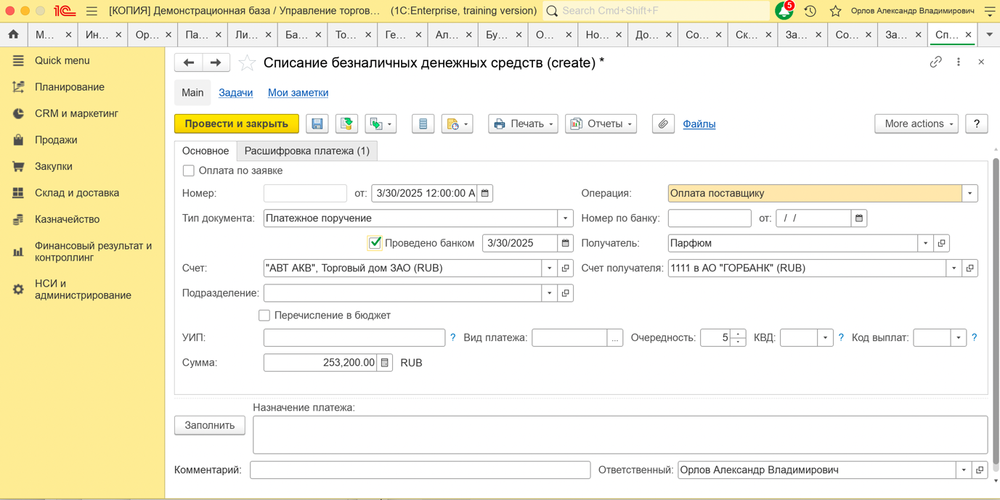 [КОПИЯ] Демонстрационная база / Управление торгов... (1C:Enterprise, training version) Search Cmd+Shift+F 5 Орлов Александр Владимирович
М... Ин... Ор... Па... Ли... Ба... То... Ге... Ал... Бу... О... Но... До... Со... Ск... За... Со... За... Сп...
Quick menu
Планирование
CRM и маркетинг
Продажи
Закупки
Склад и доставка
Казначейство
Финансовый результат и
контроллинг
НСИ и
администрирование
Списание безналичных денежных средств (create) *
Main Задачи Мои заметки
Провести и закрыть Печать Отчеты Файлы More actions ?
Основное Расшифровка платежа (1)
Оплата по заявке
Номер: от: 3/30/2025 12:00:00 A Операция: Оплата поставщику
Тип документа: Платежное поручение Номер по банку: от: / /
Проведено банком 3/30/2025 Получатель: Парфюм
Счет: "АВТ АКВ", Торговый дом ЗАО (RUB) Счет получателя: 1111 в АО "ГОРБАНК" (RUB)
Подразделение:
Перечисление в бюджет
УИП: ? Вид платежа: ... Очередность: 5 КВД: ? Код выплат: ?
Сумма: 253,200.00 RUB
Назначение платежа:
Заполнить
Комментарий: Ответственный: Орлов Александр Владимирович